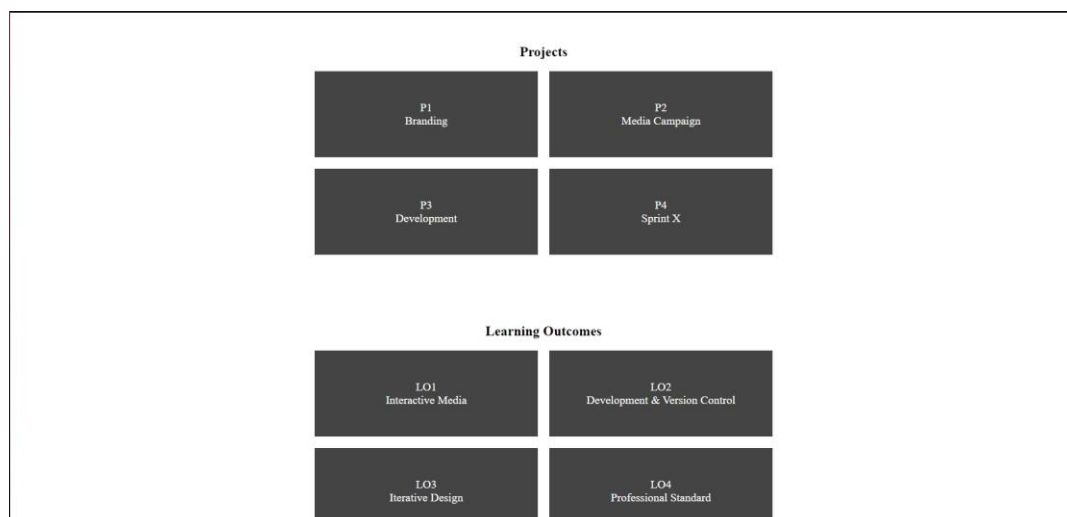 Projects
P1
Branding
P2
Media Campaign
P3
Development
P4
Sprint X
Learning Outcomes
LO1
Interactive Media
LO2
Development & Version Control
LO3
Iterative Design
LO4
Professional Standard